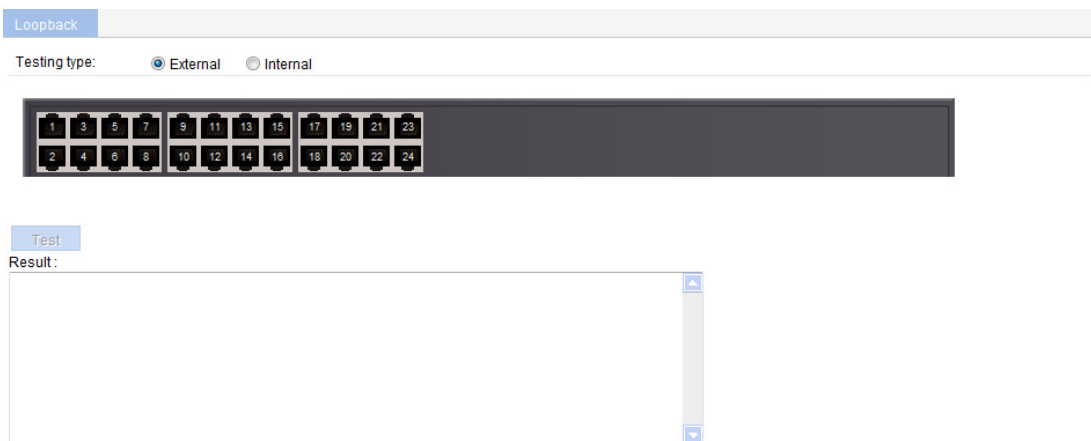 Loopback
Testing type: External Internal
1 3 5 7 9 11 13 15 17 19 21 23
2 4 6 8 10 12 14 16 18 20 22 24
Test
Result :